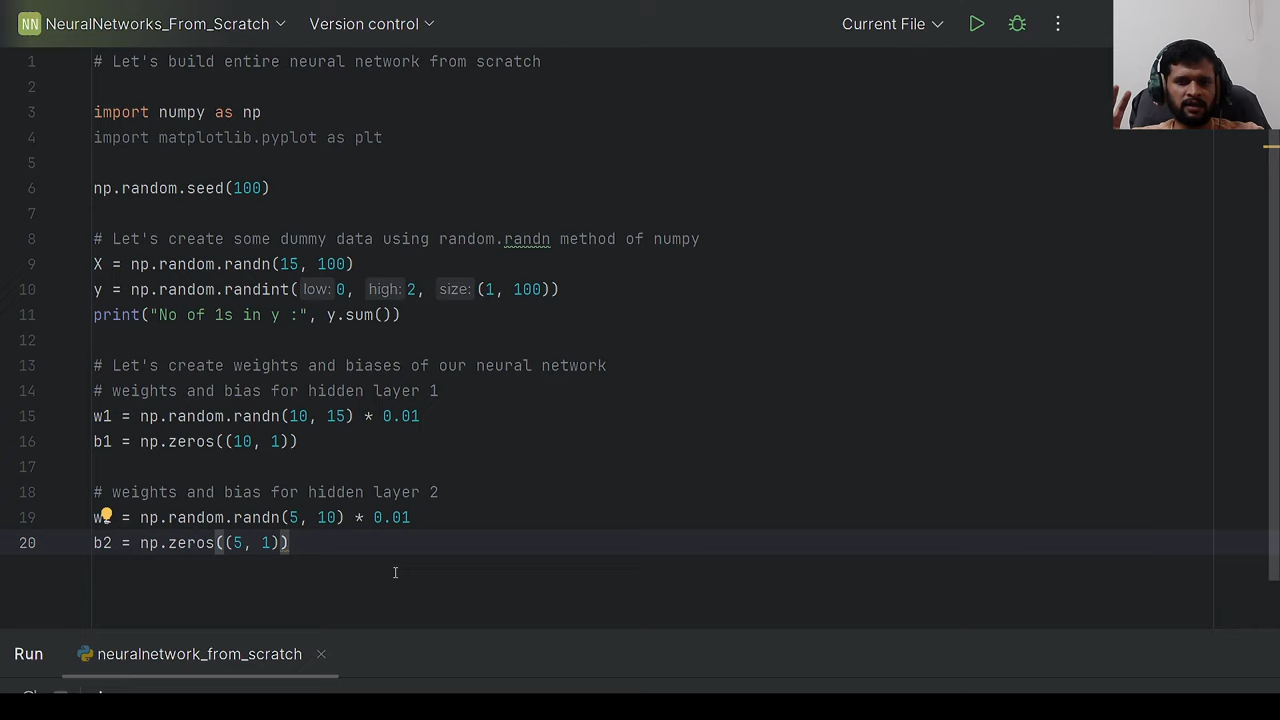 NN NeuralNetworks_From_Scratch Version control Current File
1 # Let's build entire neural network from scratch
2
3 import numpy as np
4 import matplotlib.pyplot as plt
5
6 np.random.seed(100)
7
8 # Let's create some dummy data using random.randn method of numpy
9 X = np.random.randn(15, 100)
10 y = np.random.randint(low: 0, high: 2, size: (1, 100))
11 print("No of 1s in y :", y.sum())
12
13 # Let's create weights and biases of our neural network
14 # weights and bias for hidden layer 1
15 w1 = np.random.randn(10, 15) * 0.01
16 b1 = np.zeros((10, 1))
17
18 # weights and bias for hidden layer 2
19 w2 = np.random.randn(5, 10) * 0.01
20 b2 = np.zeros((5, 1))
Run neuralnetwork_from_scratch